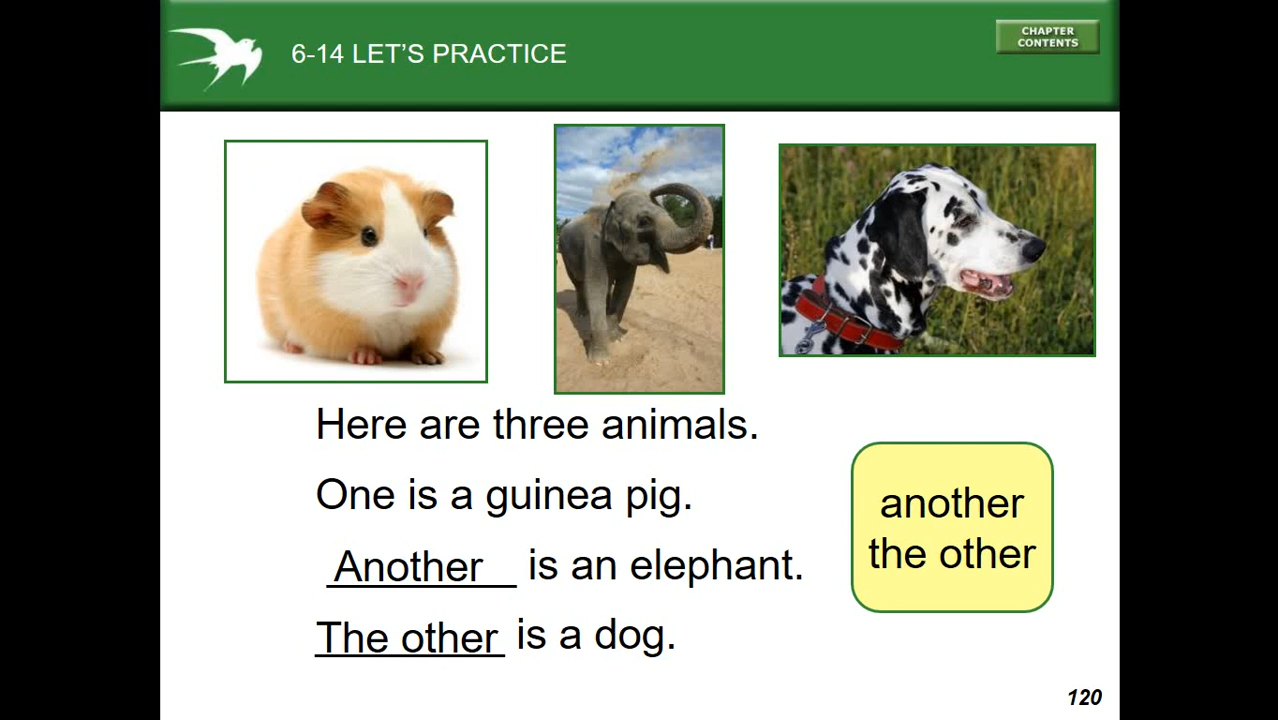 6-14 LET'S PRACTICE
CHAPTER
CONTENTS
Here are three animals.
One is a guinea pig.
Another is an elephant.
The other is a dog.
another
the other
120